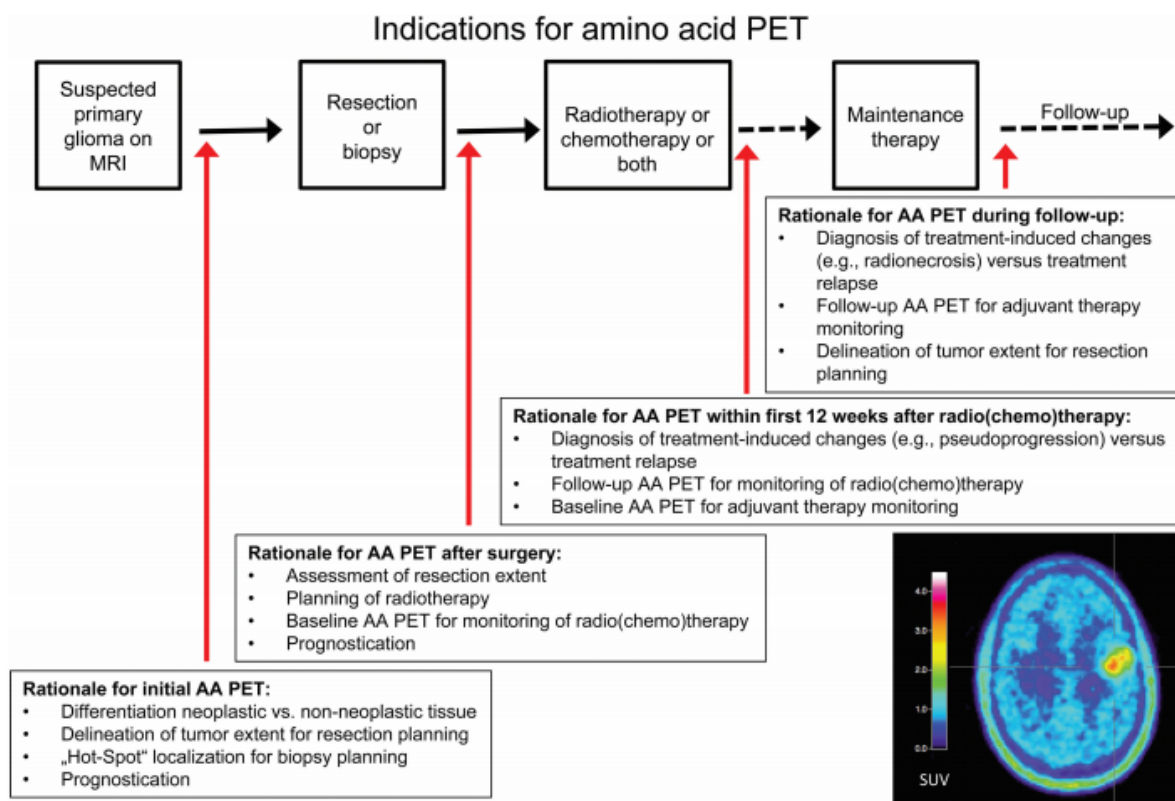 Indications for amino acid PET
Suspected
primary
glioma on
MRI
Resection
or
biopsy
Radiotherapy or
chemotherapy or
both
Maintenance
therapy
Follow-up
Rationale for AA PET during follow-up:
• Diagnosis of treatment-induced changes
(e.g., radionecrosis) versus treatment
relapse
• Follow-up AA PET for adjuvant therapy
monitoring
• Delineation of tumor extent for resection
planning
Rationale for AA PET within first 12 weeks after radio(chemo)therapy:
• Diagnosis of treatment-induced changes (e.g., pseudoprogression) versus
treatment relapse
• Follow-up AA PET for monitoring of radio(chemo)therapy
• Baseline AA PET for adjuvant therapy monitoring
Rationale for AA PET after surgery:
• Assessment of resection extent
• Planning of radiotherapy
• Baseline AA PET for monitoring of radio(chemo)therapy
• Prognostication
Rationale for initial AA PET:
• Differentiation neoplastic vs. non-neoplastic tissue
• Delineation of tumor extent for resection planning
• „Hot-Spot“ localization for biopsy planning
• Prognostication
4.0
3.0
2.0
1.0
0.0
SUV